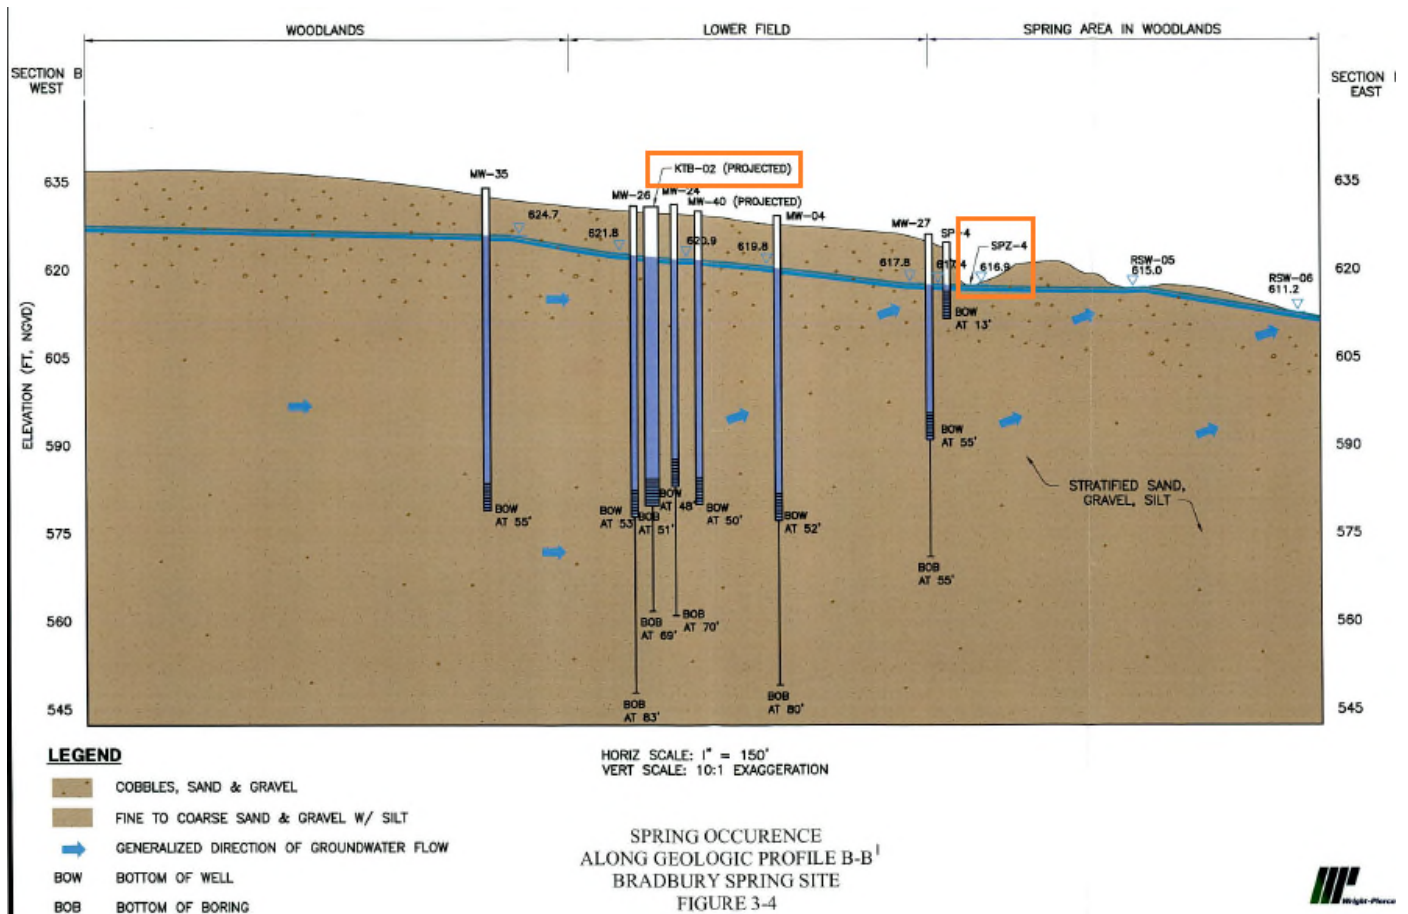 WOODLANDS
LOWER FIELD
SPRING AREA IN WOODLANDS
SECTION B
WEST
SECTION I
EAST
ELEVATION (FT, NGVD)
635
620
605
590
575
560
545
635
620
605
590
575
560
545
MW-35
624.7
BOW
AT 55'
MW-26
621.8
BOW
AT 53'
BOB
AT 83'
KTB-02 (PROJECTED)
BOB
AT 51'
BOB
AT 69'
MW-24
BOW
AT 48'
BOB
AT 70'
MW-40 (PROJECTED)
620.9
BOW
AT 50'
MW-04
619.8
BOW
AT 52'
BOB
AT 80'
MW-27
617.8
BOW
AT 55'
BOB
AT 55'
617.4
BOW
AT 13'
SPZ-4
616.9
RSW-05
615.0
RSW-06
611.2
STRATIFIED SAND,
GRAVEL, SILT
LEGEND
COBBLES, SAND & GRAVEL
FINE TO COARSE SAND & GRAVEL W/ SILT
GENERALIZED DIRECTION OF GROUNDWATER FLOW
BOW BOTTOM OF WELL
BOB BOTTOM OF BORING
HORIZ SCALE: 1" = 150'
VERT SCALE: 10:1 EXAGGERATION
SPRING OCCURENCE
ALONG GEOLOGIC PROFILE B-B'
BRADBURY SPRING SITE
FIGURE 3-4
Wright-Pierce